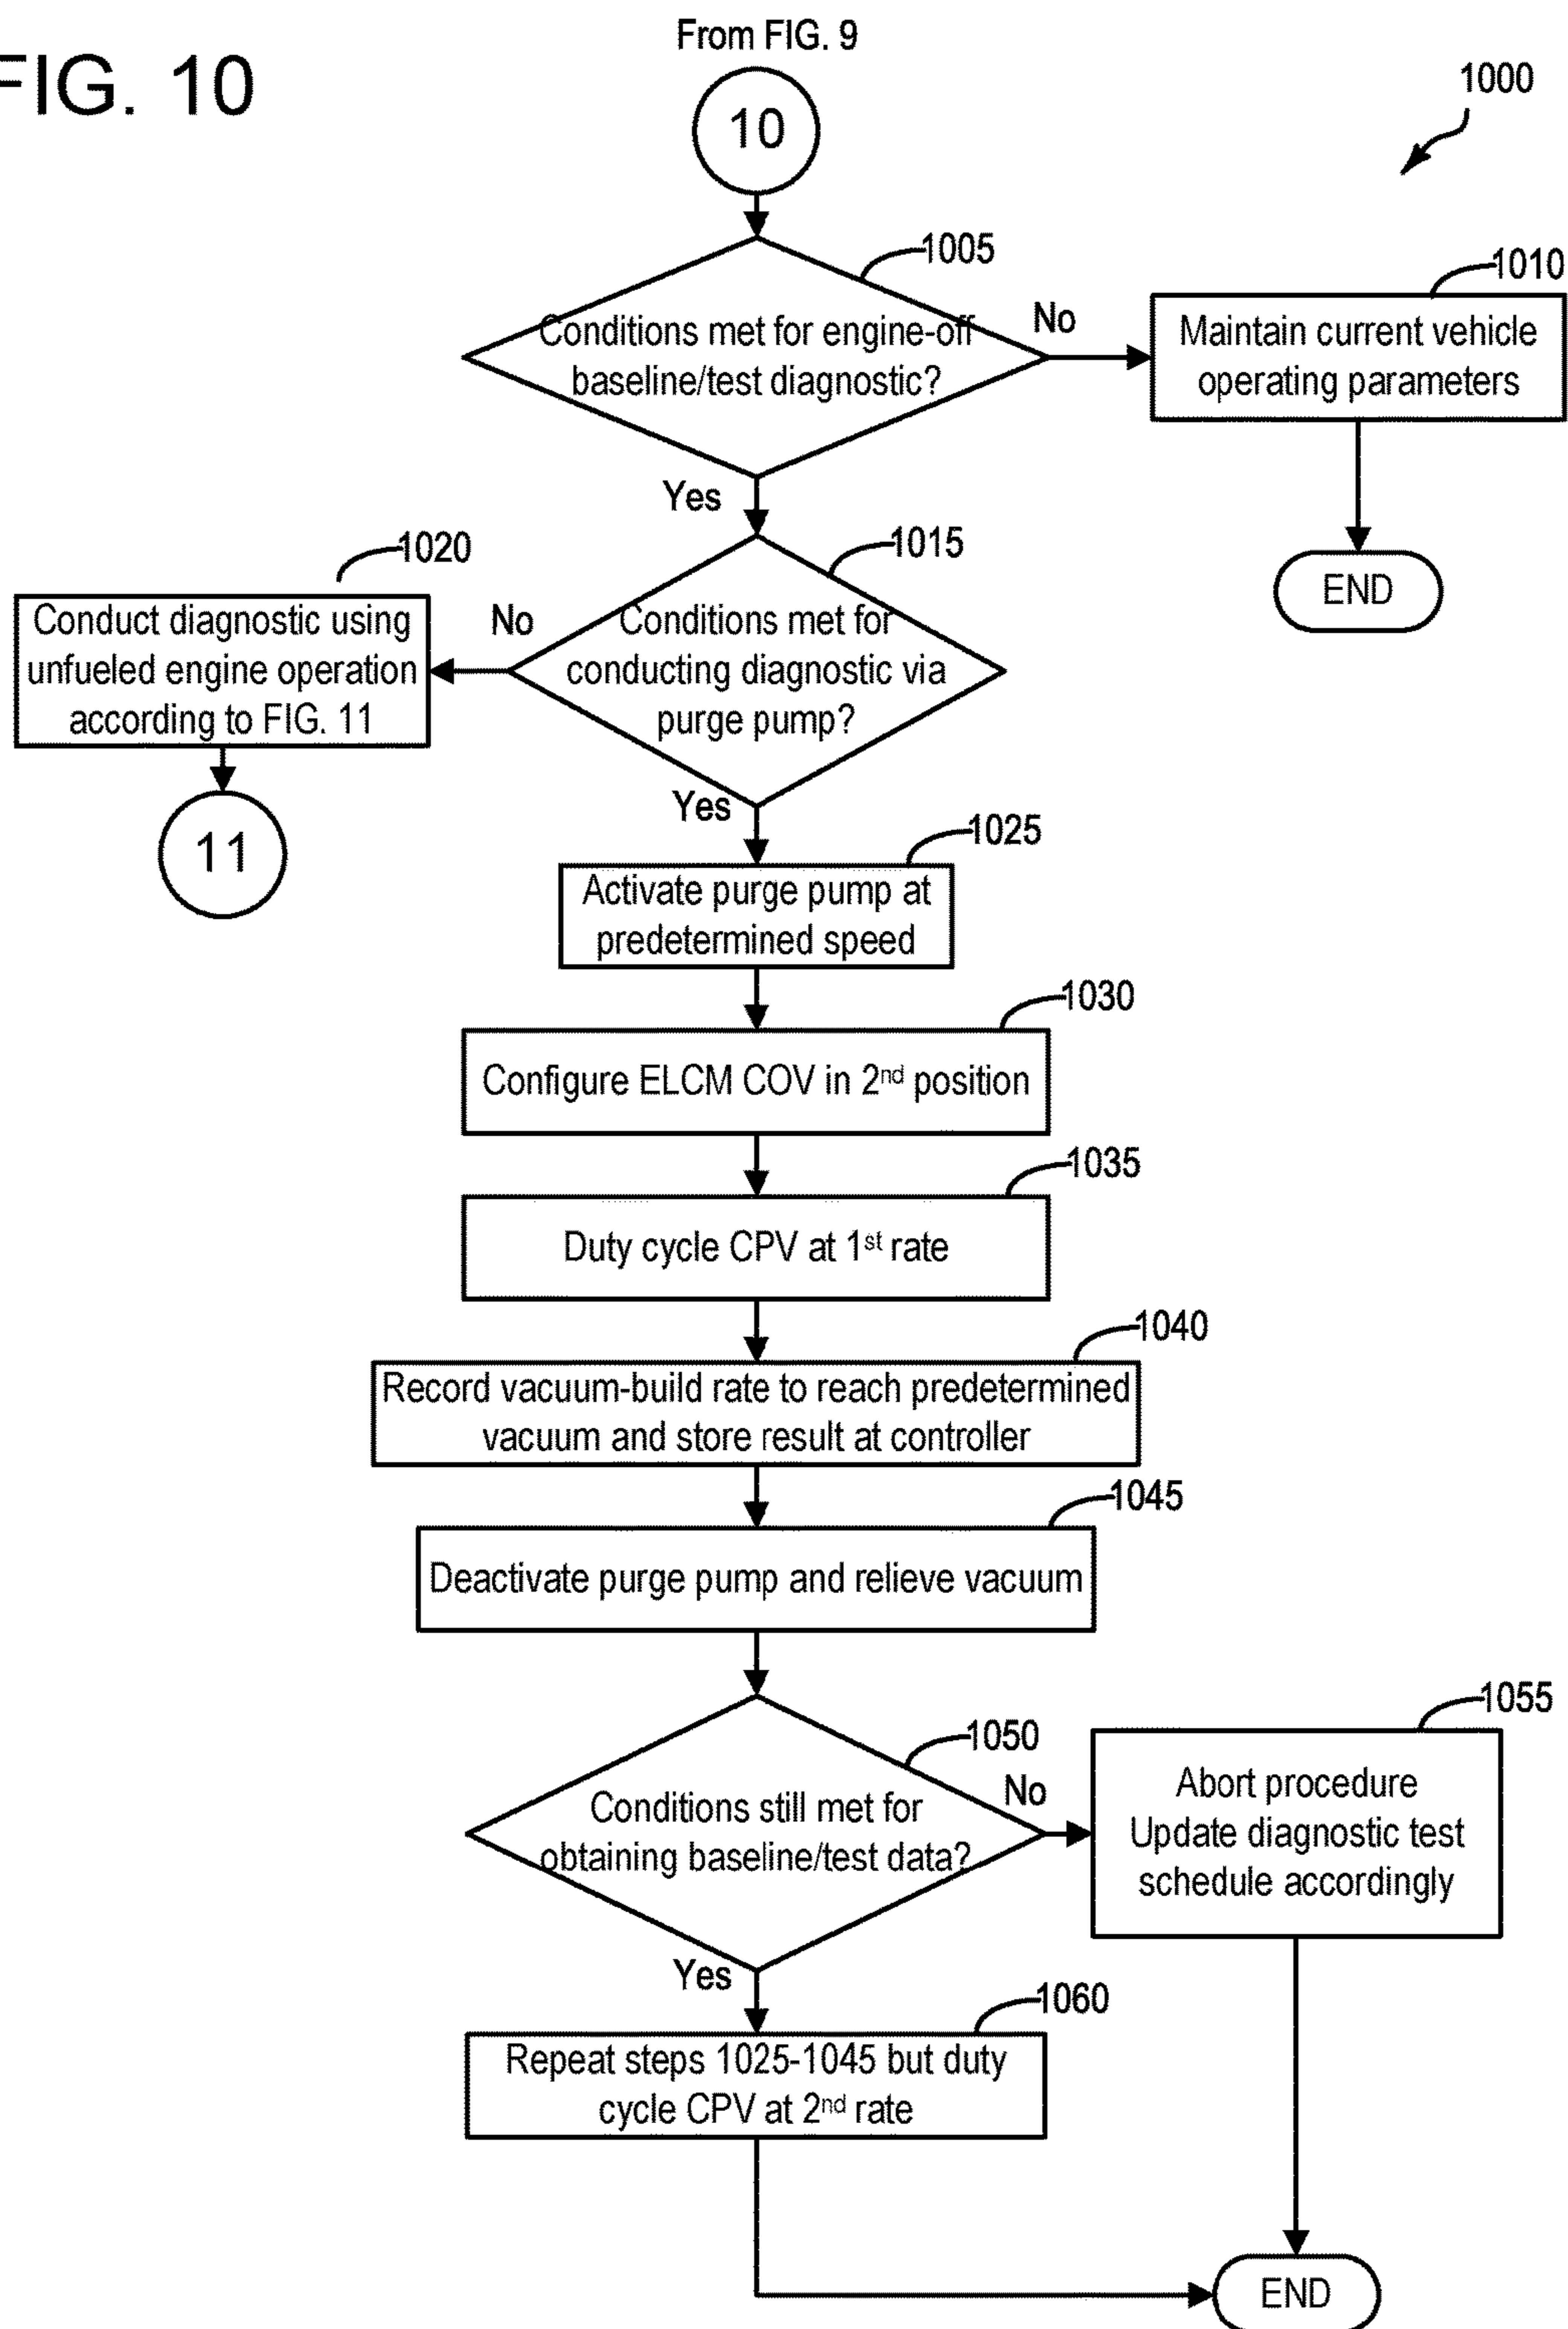 From FIG. 9
FIG. 10
10
1000
1005
1010
Conditions met for engine-off
baseline/test diagnostic?
No
Maintain current vehicle
operating parameters
Yes
END
1015
1020
Conduct diagnostic using
unfueled engine operation
according to FIG. 11
No
Conditions met for
conducting diagnostic via
purge pump?
11
Yes
1025
Activate purge pump at
predetermined speed
1030
Configure ELCM COV in 2nd position
1035
Duty cycle CPV at 1st rate
1040
Record vacuum-build rate to reach predetermined
vacuum and store result at controller
1045
Deactivate purge pump and relieve vacuum
1050
Conditions still met for
obtaining baseline/test data?
No
1055
Abort procedure
Update diagnostic test
schedule accordingly
Yes
1060
Repeat steps 1025-1045 but duty
cycle CPV at 2nd rate
END